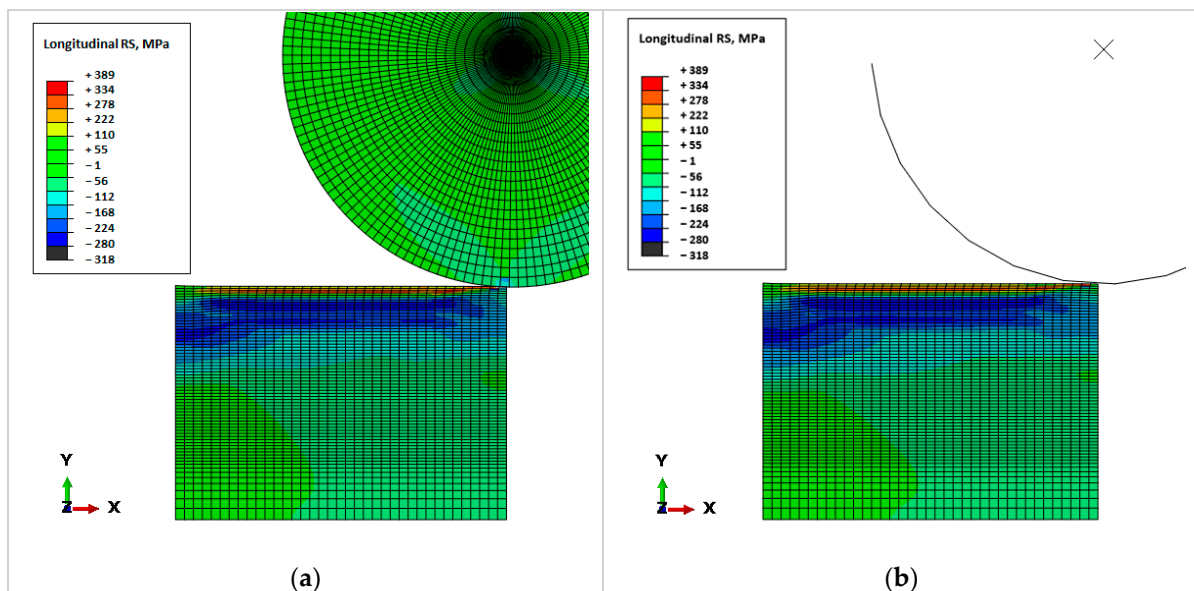 Longitudinal RS, MPa
+ 389
+ 334
+ 278
+ 222
+ 110
+ 55
− 1
− 56
− 112
− 168
− 224
− 280
− 318
Y
Z
X
(a)
Longitudinal RS, MPa
+ 389
+ 334
+ 278
+ 222
+ 110
+ 55
− 1
− 56
− 112
− 168
− 224
− 280
− 318
Y
Z
X
(b)